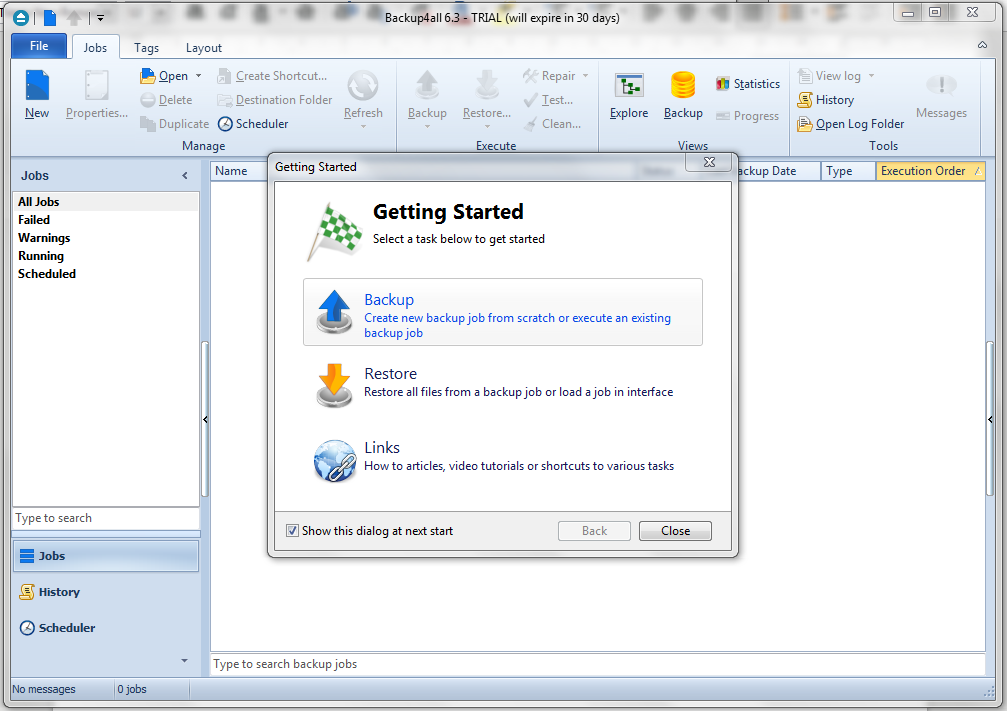 Backup4all 6.3 - TRIAL (will expire in 30 days)
File Jobs Tags Layout
New
Properties...
Open
Delete
Duplicate
Create Shortcut...
Destination Folder
Scheduler
Refresh
Manage
Backup
Restore...
Repair
Test...
Clean...
Execute
Explore
Backup
Statistics
Progress
Views
View log
History
Open Log Folder
Messages
Tools
Jobs
All Jobs
Failed
Warnings
Running
Scheduled
Type to search
Jobs
History
Scheduler
Name Status ackup Date Type Execution Order
Getting Started
Getting Started
Select a task below to get started
Backup
Create new backup job from scratch or execute an existing
backup job
Restore
Restore all files from a backup job or load a job in interface
Links
How to articles, video tutorials or shortcuts to various tasks
Show this dialog at next start
Back Close
Type to search backup jobs
No messages 0 jobs